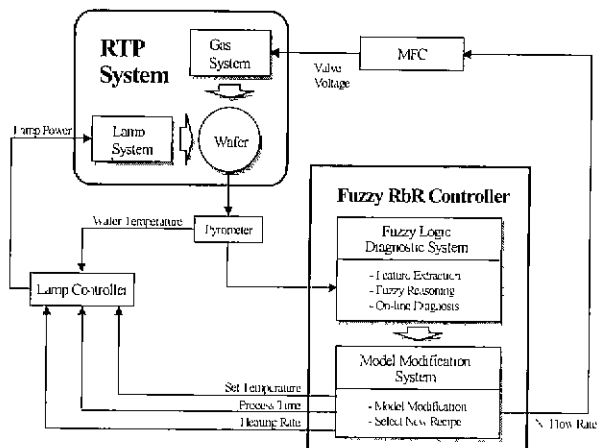 RTP
System
Gas
System
MFC
Valve
Voltage
Lamp Power
Lamp
System
Wafer
Fuzzy RbR Controller
Wafer Temperature
Pyrometer
Fuzzy Logic
Diagnostic System
- Feature Extraction
- Fuzzy Reasoning
- On-line Diagnosis
Lamp Controller
Model Modification
System
Set Temperature
Process Time
Heating Rate
- Model Modification
- Select New Recipe
Flow Rate